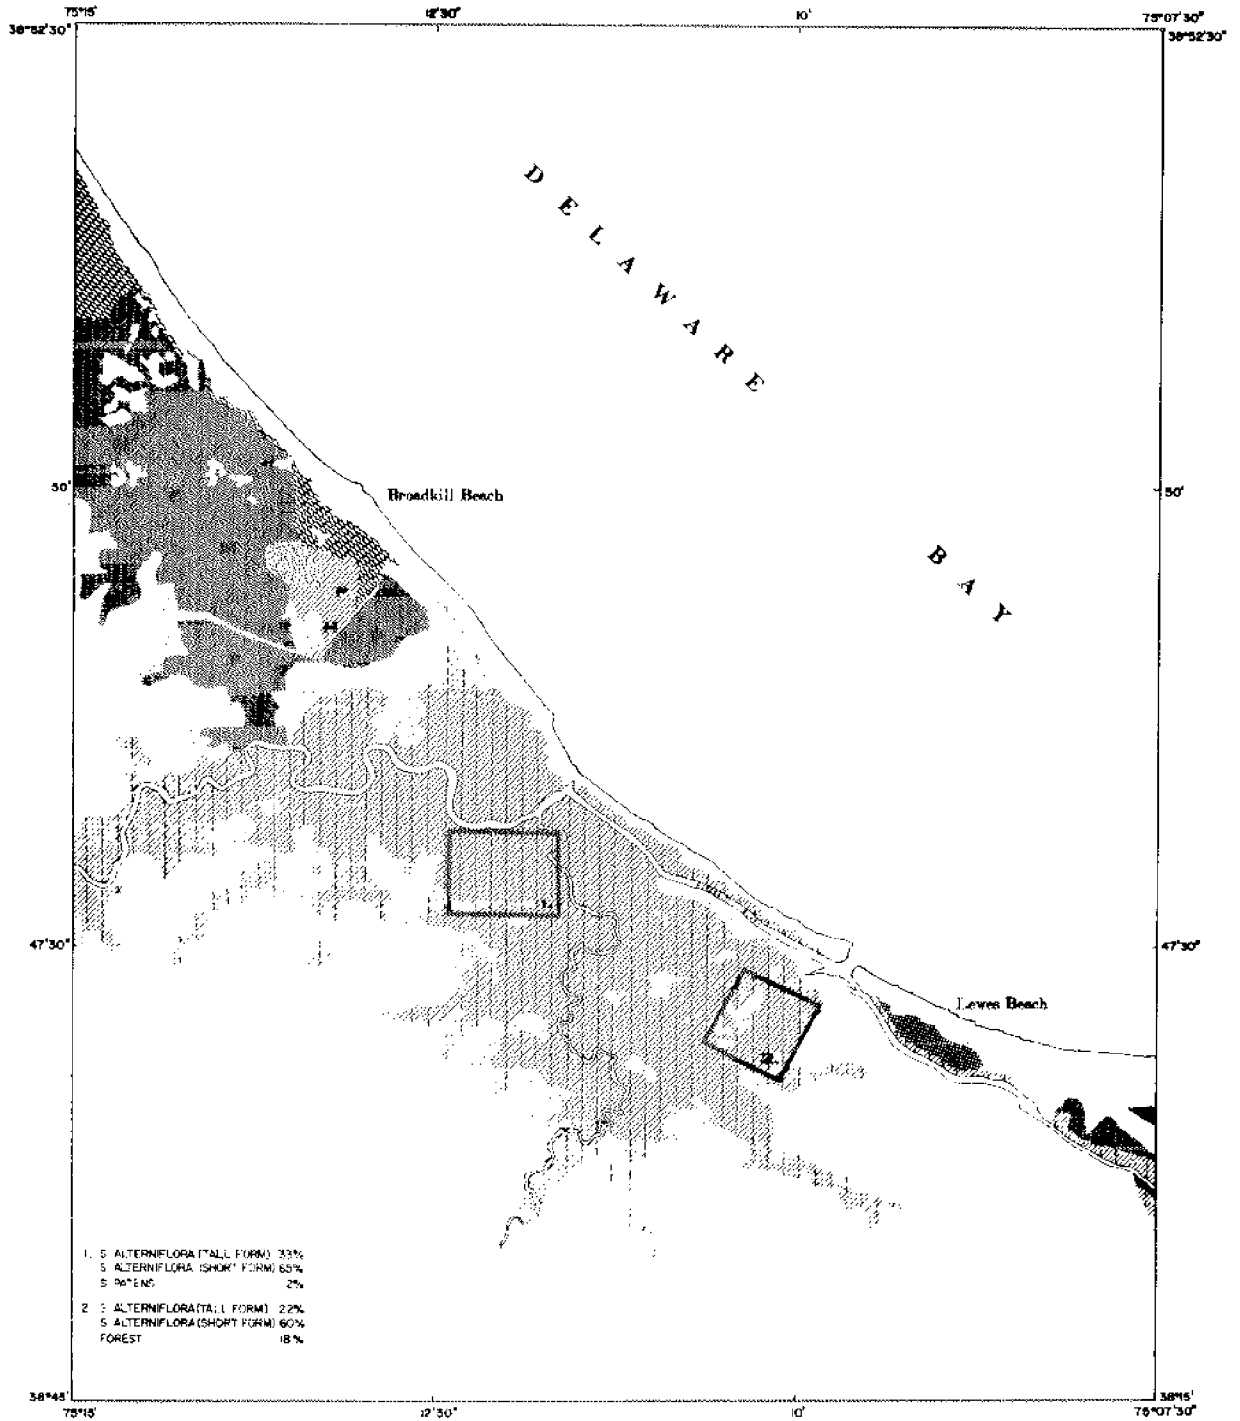 75°15'
12'30"
10'
75°07'30"
38°52'30"
38°52'30"
DELAWARE
BAY
50'
Broadkill Beach
50'
1.
47'30"
47'30"
Lewes Beach
2.
1. S ALTERNIFLORA (TALL FORM) 33%
S ALTERNIFLORA (SHORT FORM) 65%
S PATENS 2%
2 S ALTERNIFLORA (TALL FORM) 22%
S ALTERNIFLORA (SHORT FORM) 60%
FOREST 18%
38°45'
38°45'
75°15'
12'30"
10'
75°07'30"